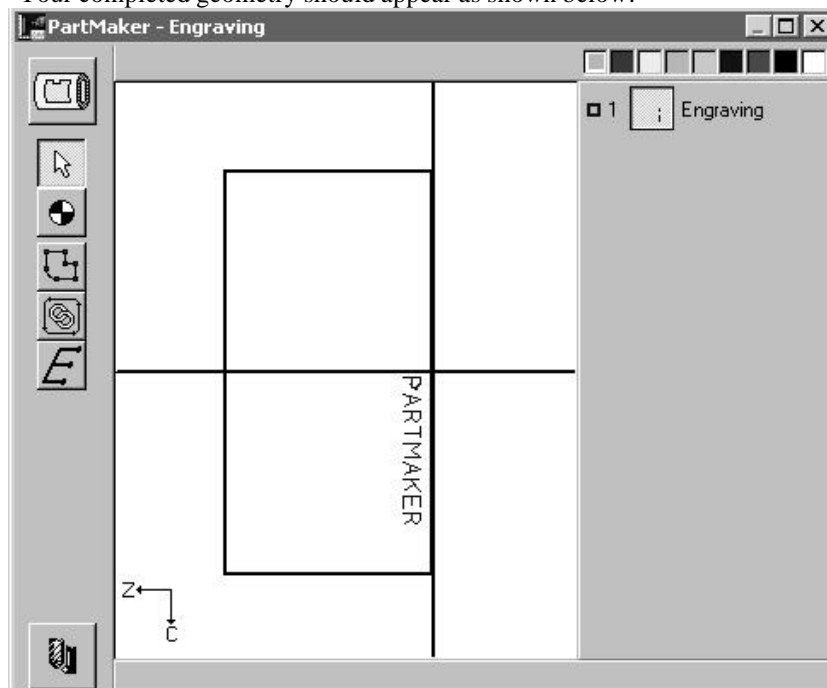 Your completed geometry should appear as shown below:
PartMaker - Engraving
1 Engraving
PARTMAKER
Z
C